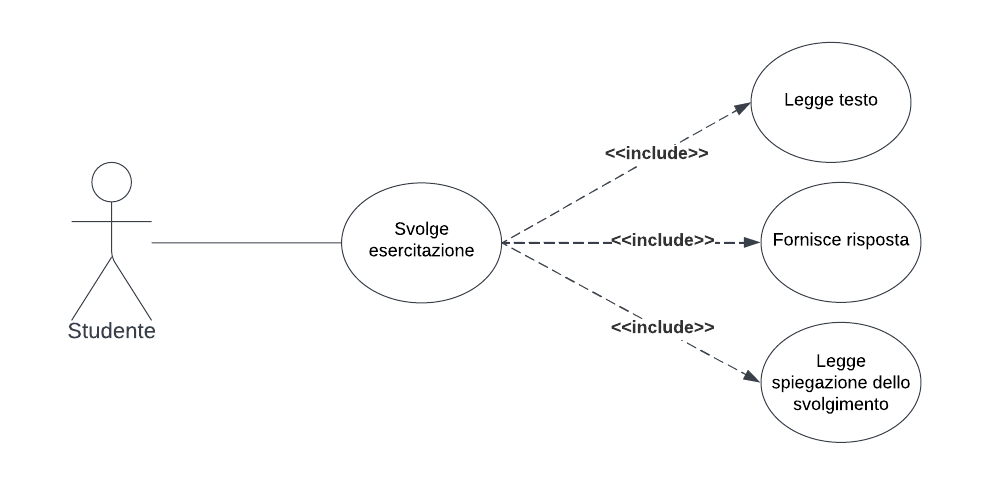 Legge testo
<<include>>
Svolge
esercitazione
<<include>>
Fornisce risposta
Studente
<<include>>
Legge
spiegazione dello
svolgimento